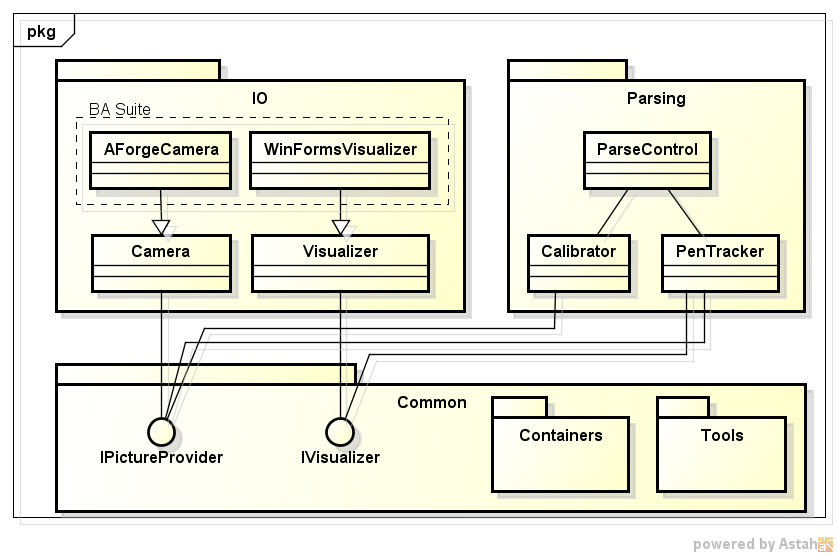 pkg
IO
Parsing
BA Suite
AForgeCamera
WinFormsVisualizer
ParseControl
Camera
Visualizer
Calibrator
PenTracker
Common
Containers
Tools
IPictureProvider
IVisualizer
powered by Astah